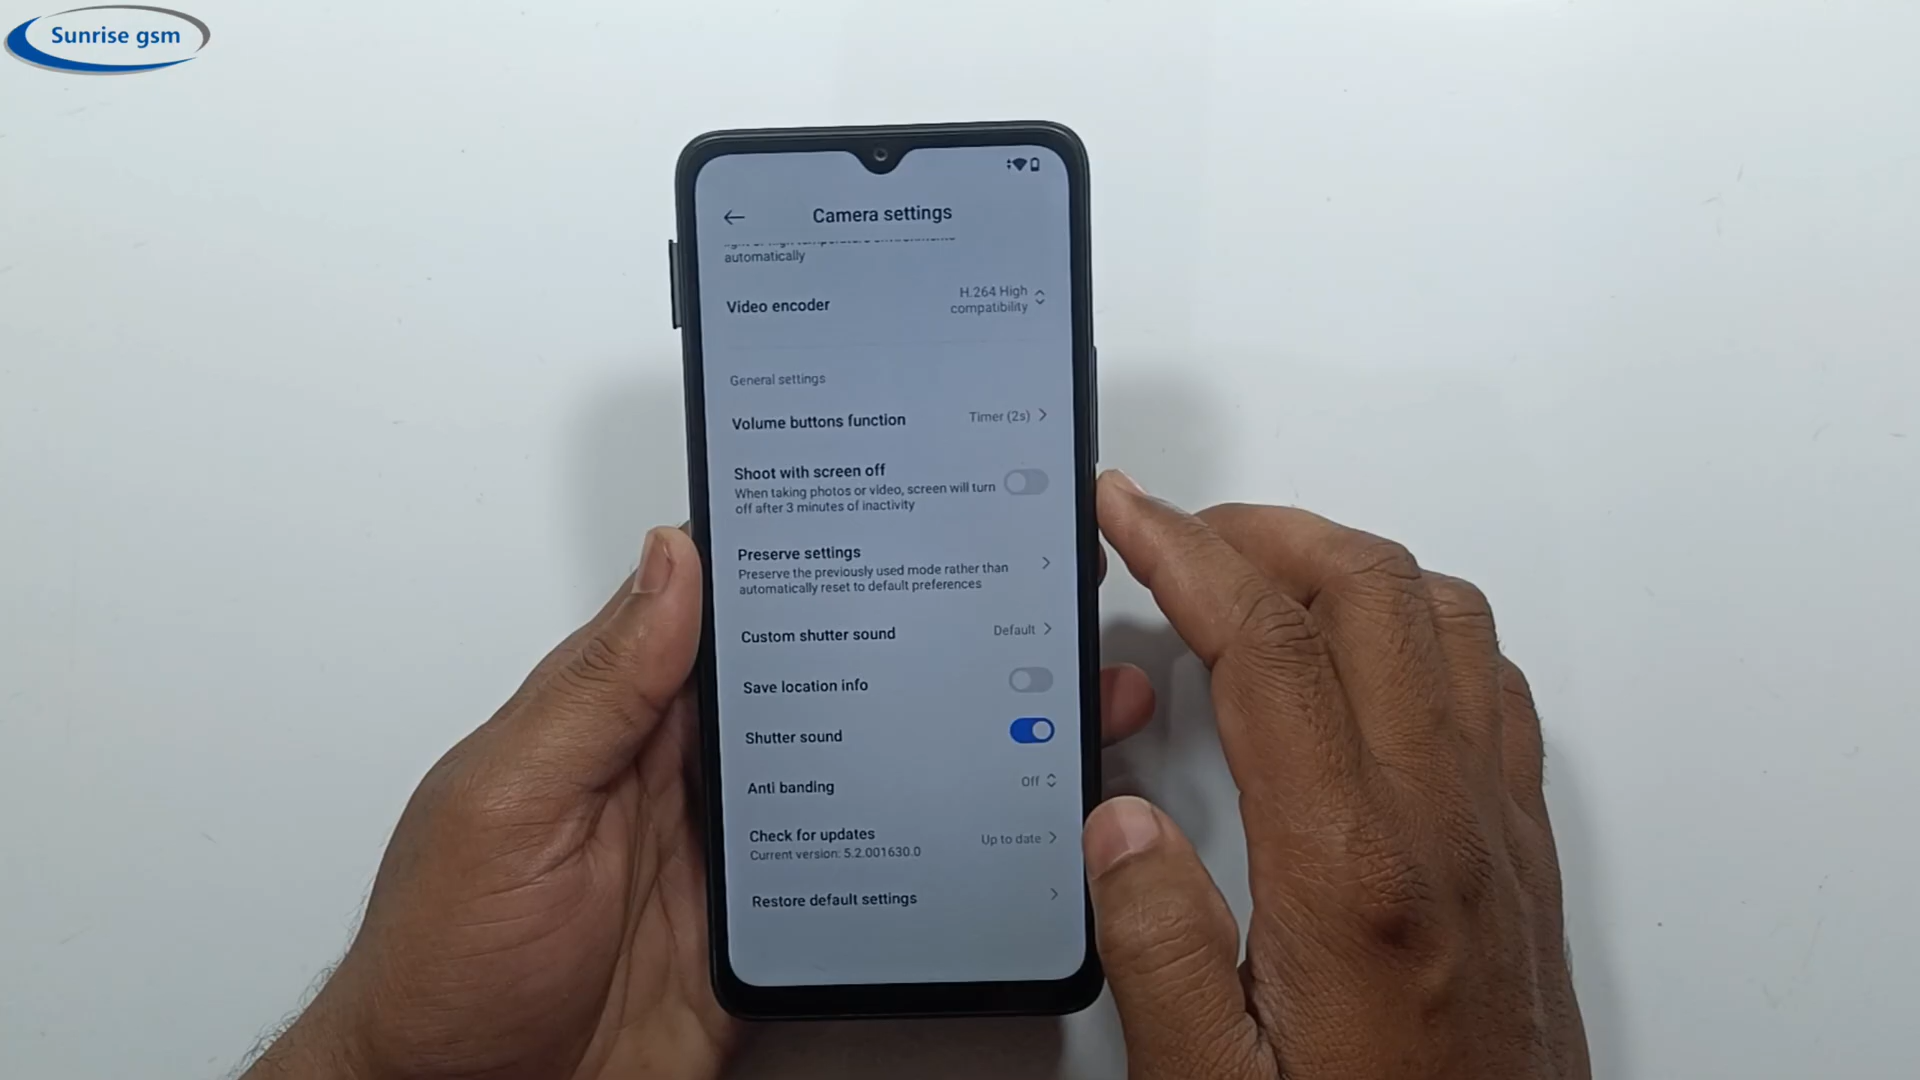 Sunrise gsm
Camera settings
automatically
Video encoder
H.264 High
compatibility
General settings
Volume buttons function
Timer (2s)
Shoot with screen off
When taking photos or video, screen will turn
off after 3 minutes of inactivity
Preserve settings
Preserve the previously used mode rather than
automatically reset to default preferences
Custom shutter sound
Default
Save location info
Shutter sound
Anti banding
Off
Check for updates
Current version: 5.2.001630.0
Up to date
Restore default settings